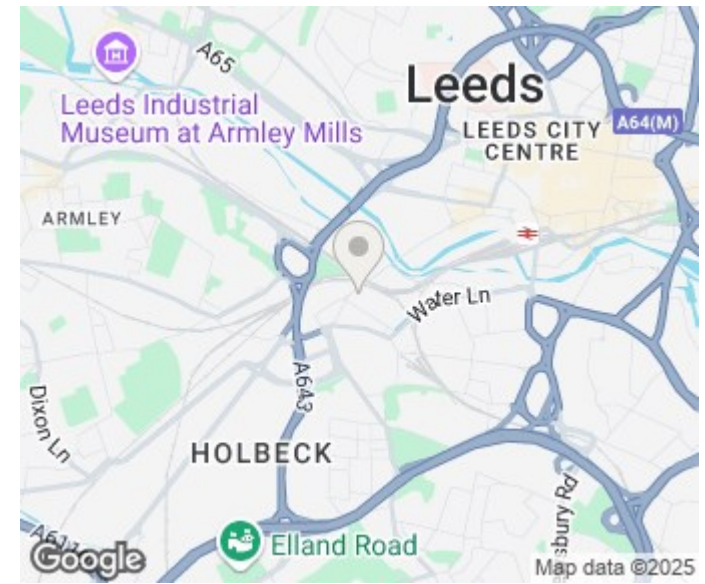 A65
Leeds
Leeds Industrial
Museum at Armley Mills
LEEDS CITY
CENTRE
A64(M)
ARMLEY
Water Ln
A643
Dixon Ln
HOLBECK
Elland Road
Google
Map data ©2025